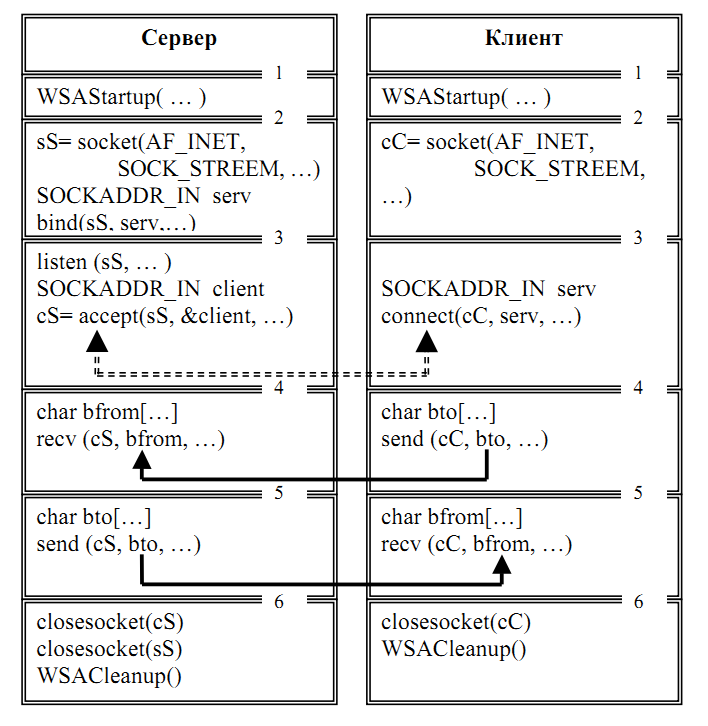 Сервер
1
WSAStartup( … )
2
sS= socket(AF_INET,
SOCK_STREEM, …)
SOCKADDR_IN serv
bind(sS, serv,…)
3
listen (sS, … )
SOCKADDR_IN client
cS= accept(sS, &client, …)
4
char bfrom[…]
recv (cS, bfrom, …)
5
char bto[…]
send (cS, bto, …)
6
closesocket(cS)
closesocket(sS)
WSACleanup()
Клиент
1
WSAStartup( … )
2
cC= socket(AF_INET,
SOCK_STREEM,
…)
3
SOCKADDR_IN serv
connect(cC, serv, …)
4
char bto[…]
send (cC, bto, …)
5
char bfrom[…]
recv (cC, bfrom, …)
6
closesocket(cC)
WSACleanup()